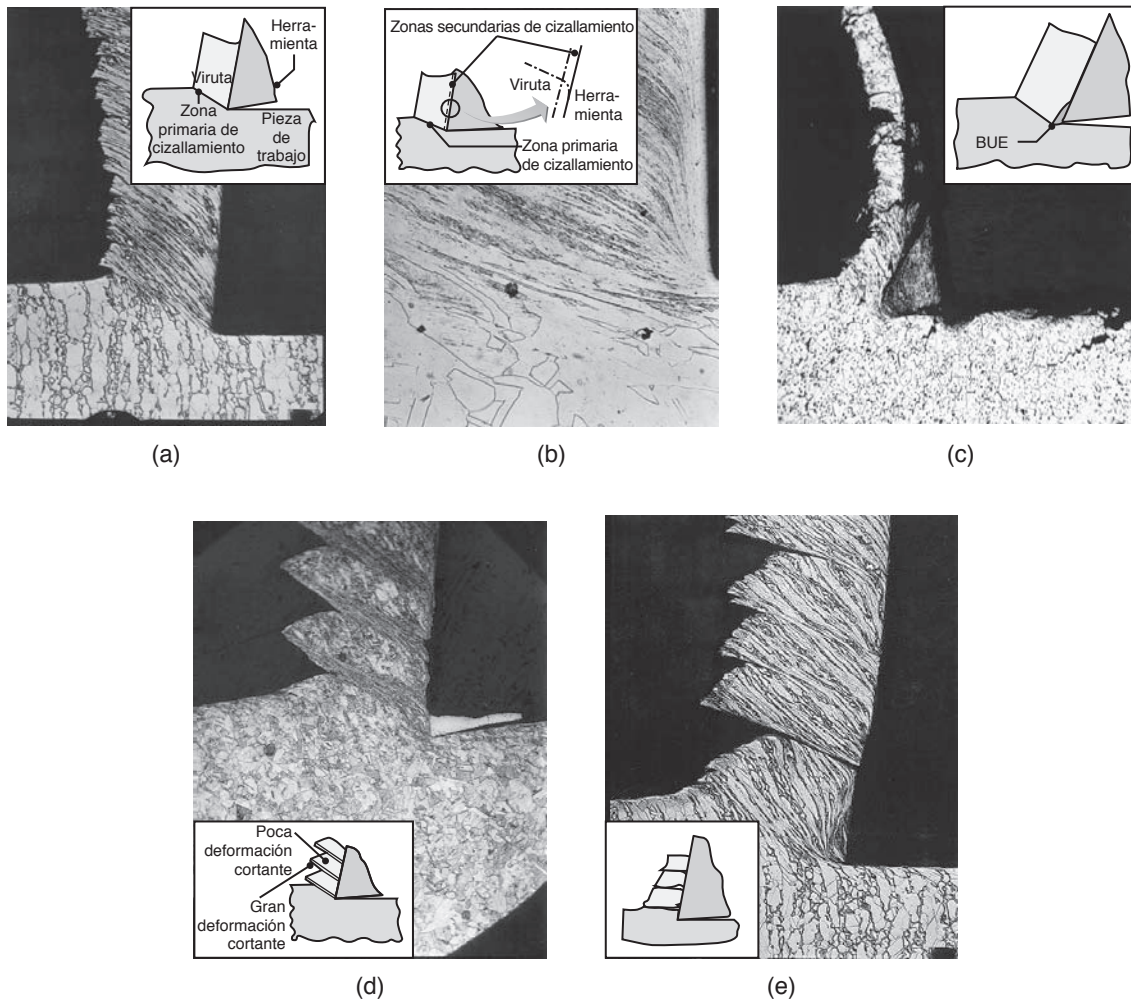 Viruta
Herra-
mienta
Zona
primaria de
cizallamiento
Pieza
de
trabajo
(a)
Zonas secundarias de cizallamiento
Viruta
Herra-
mienta
Zona primaria
de cizallamiento
(b)
BUE
(c)
Poca
deformación
cortante
Gran
deformación
cortante
(d)
(e)